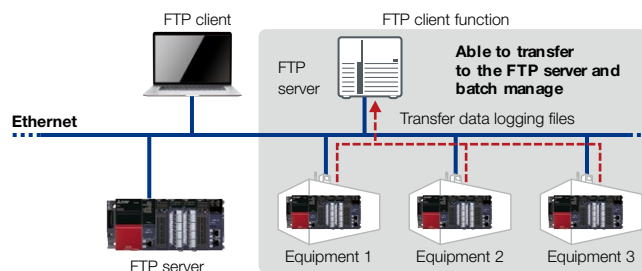 FTP client
FTP client function
FTP
server
Able to transfer
to the FTP server and
batch manage
Ethernet
Transfer data logging files
Equipment 1
Equipment 2
Equipment 3
FTP server